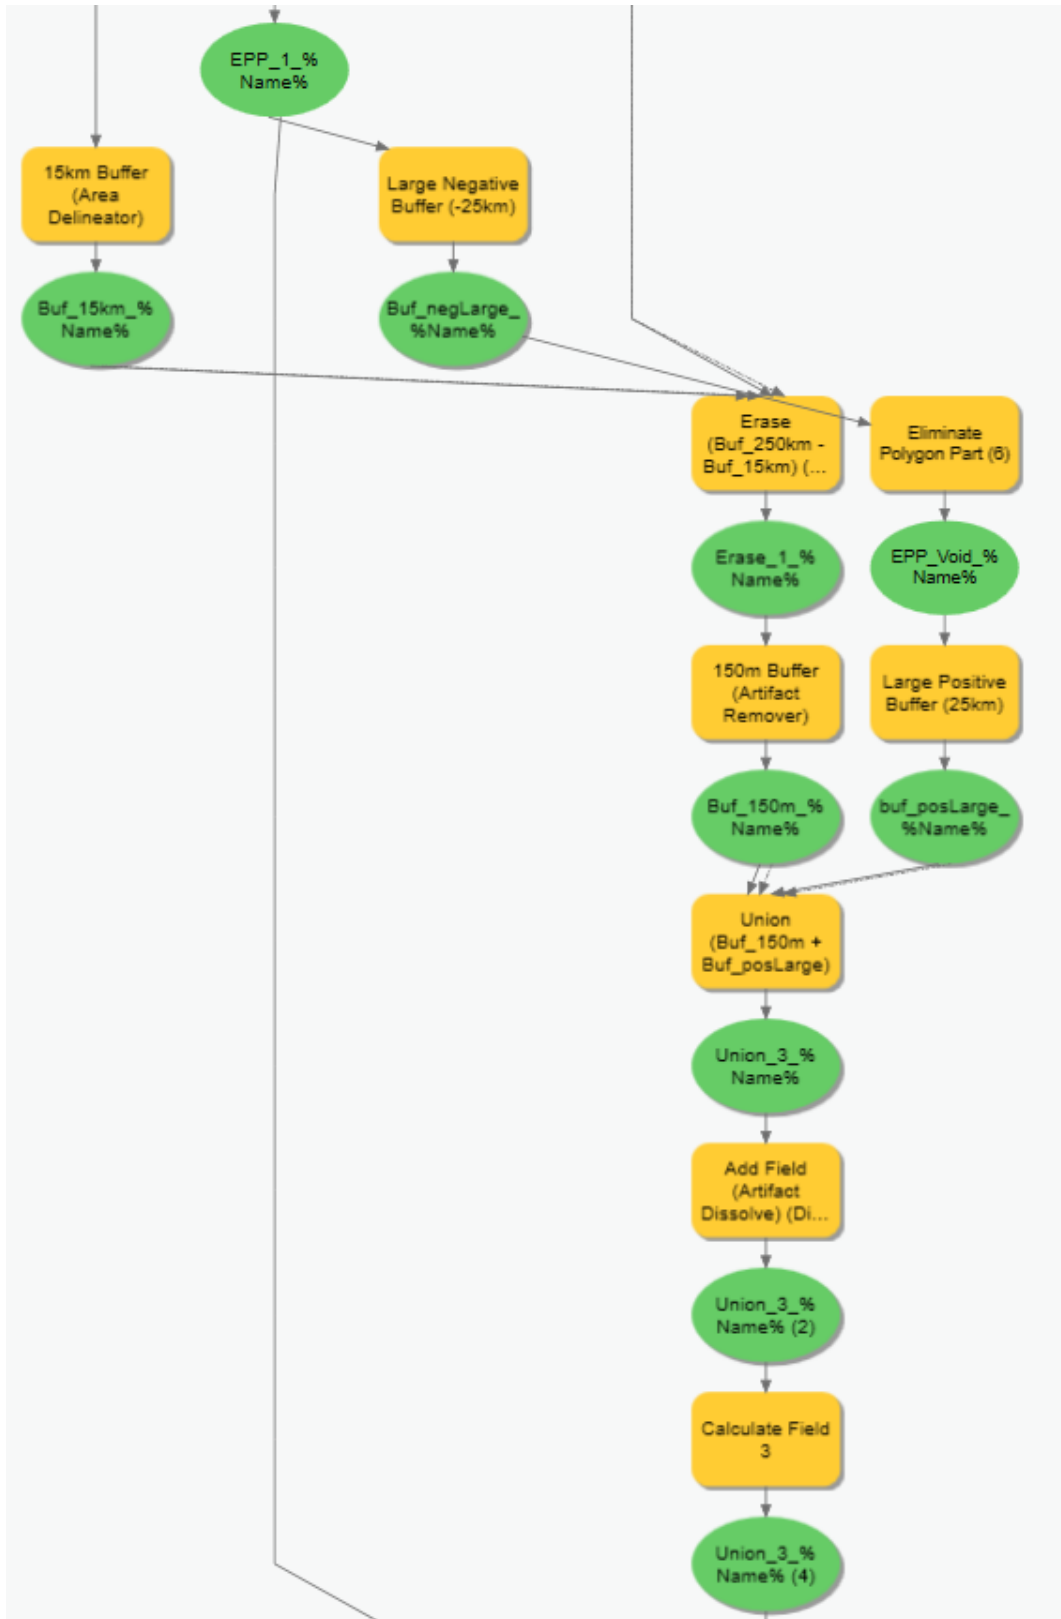 EPP_1_%
Name%
15km Buffer
(Area
Delineator)
Large Negative
Buffer (-25km)
Buf_15km_%
Name%
Buf_negLarge_
%Name%
Erase
(Buf_250km -
Buf_15km) (...
Eliminate
Polygon Part (6)
Erase_1_%
Name%
EPP_Void_%
Name%
150m Buffer
(Artifact
Remover)
Large Positive
Buffer (25km)
Buf_150m_%
Name%
buf_posLarge_
%Name%
Union
(Buf_150m +
Buf_posLarge)
Union_3_%
Name%
Add Field
(Artifact
Dissolve) (Di...
Union_3_%
Name% (2)
Calculate Field
3
Union_3_%
Name% (4)